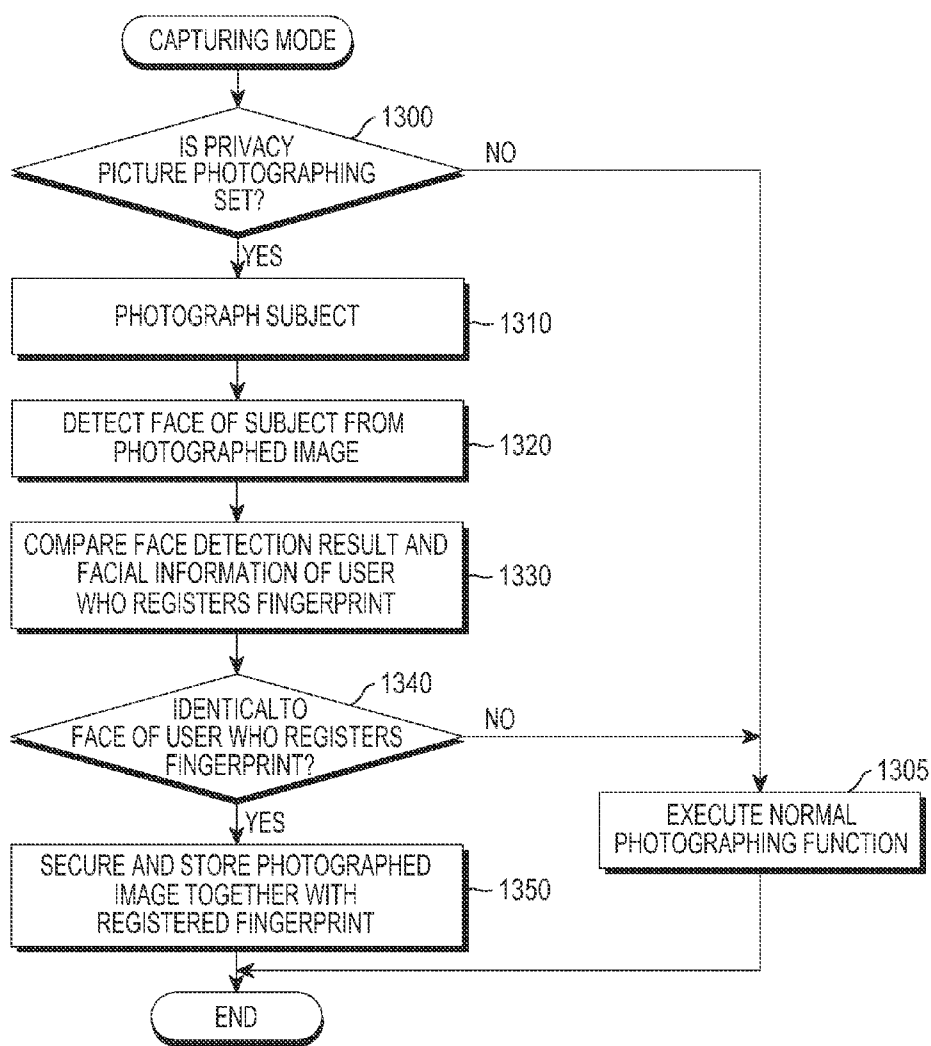 CAPTURING MODE
1300
IS PRIVACY
PICTURE PHOTOGRAPHING
SET?
NO
YES
PHOTOGRAPH SUBJECT
1310
DETECT FACE OF SUBJECT FROM
PHOTOGRAPHED IMAGE
1320
COMPARE FACE DETECTION RESULT AND
FACIAL INFORMATION OF USER
WHO REGISTERS FINGERPRINT
1330
1340
IDENTICALTO
FACE OF USER WHO REGISTERS
FINGERPRINT?
NO
YES
1305
EXECUTE NORMAL
PHOTOGRAPHING FUNCTION
SECURE AND STORE PHOTOGRAPHED
IMAGE TOGETHER WITH
REGISTERED FINGERPRINT
1350
END